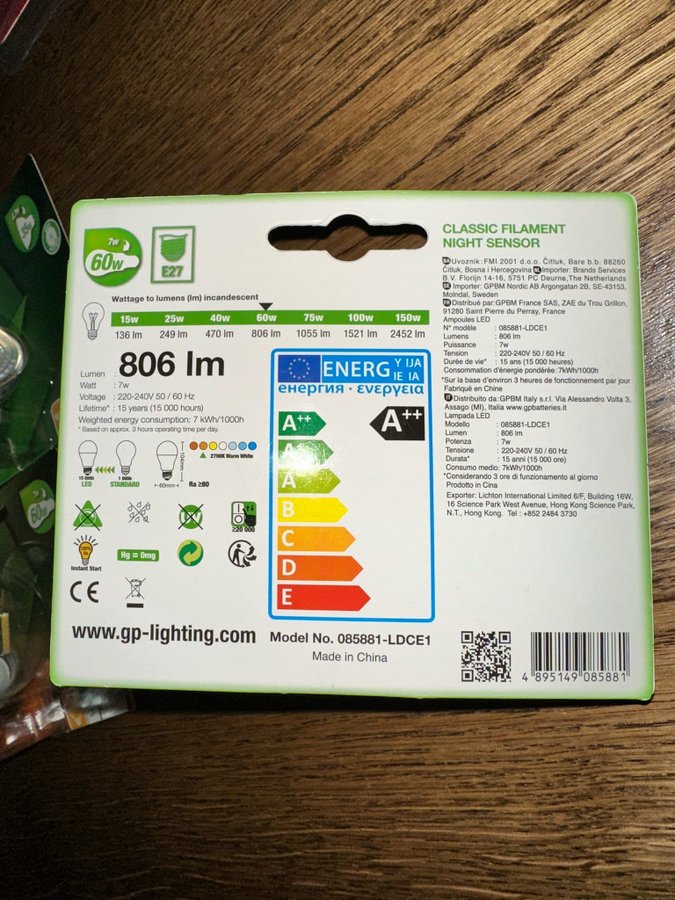 7w
60w
E27
Wattage to lumens (lm) incandescent
15w 25w 40w 60w 75w 100w 150w
136 lm 249 lm 470 lm 806 lm 1055 lm 1521 lm 2452 lm
Lumen : 806 lm
Watt : 7w
Voltage : 220-240V 50 / 60 Hz
Lifetime* : 15 years (15 000 hours)
Weighted energy consumption: 7 kWh/1000h
* Based on approx. 3 hours operating time per day.
2700K Warm White
15 000h
LED
1 000h
STANDARD
60mm
104mm
Ra ≥80
100%
Instant Start
Hg = 0mg
CE
www.gp-lighting.com
ENERG Y IJA
IE IA
енергия · ενεργεια
A++
A++
A+
A
B
C
D
E
Model No. 085881-LDCE1
Made in China
CLASSIC FILAMENT
NIGHT SENSOR
Uvoznik: FMI 2001 d.o.o. Čitluk, Bare b.b. 88260
Čitluk, Bosna i Hercegovina Importer: Brands Services
B.V. Florijn 14-16, 5751 PC Deurne, The Netherlands
Importer: GPBM Nordic AB Argongatan 2B, SE-43153,
Molndal, Sweden
Distribué par: GPBM France SAS, ZAE du Trou Grillon,
91280 Saint Pierre du Perray, France
Ampoules LED
N° modèle : 085881-LDCE1
Lumens : 806 lm
Puissance : 7w
Tension : 220-240V 50 / 60 Hz
Durée de vie* : 15 ans (15 000 heures)
Consommation d'énergie pondérée: 7kWh/1000h
*Sur la base d'environ 3 heures de fonctionnement par jour
Fabriqué en Chine
IT Distribuito da: GPBM Italy s.r.l. Via Alessandro Volta 3,
Assago (MI), Italia www.gpbatteries.it
Lampada LED
Modello : 085881-LDCE1
Lumen : 806 lm
Potenza : 7w
Tensione : 220-240V 50 / 60 Hz
Durata* : 15 anni (15 000 ore)
Consumo medio: 7kWh/1000h
*Considerando 3 ore di funzionamento al giorno
Prodotto in Cina
Exporter: Lichton International Limited 6/F, Building 16W,
16 Science Park West Avenue, Hong Kong Science Park,
N.T., Hong Kong. Tel : +852 2484 3730
4 895149 085881
60w